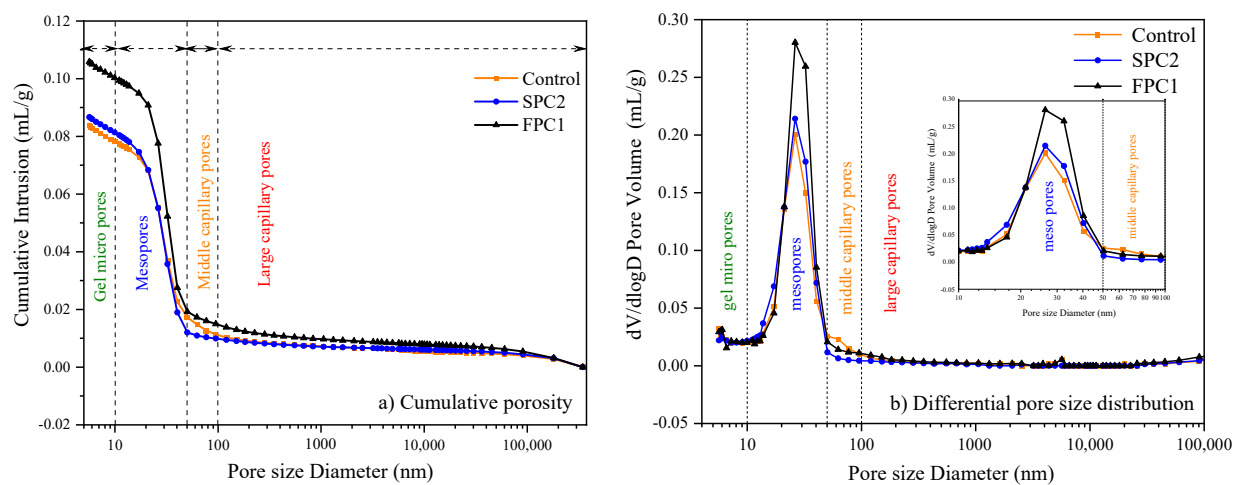 0.12
0.10
0.08
0.06
0.04
0.02
0.00
-0.02
Cumulative Intrusion (mL/g)
Gel micro pores
Mesopores
Middle capillary pores
Large capillary pores
Control
SPC2
FPC1
a) Cumulative porosity
10
100
1000
10,000
Pore size Diameter (nm)
0.30
0.25
0.20
0.15
0.10
0.05
0.00
-0.05
dV/dlogD Pore Volume (mL/g)
gel miro pores
mesopores
middle capillary pores
large capillary pores
Control
SPC2
FPC1
0.30
0.25
0.20
0.15
0.10
0.05
0.00
-0.05
dV/dlogD Pore Volume (mL/g)
meso pores
middle capillary pores
10 20 30 40 50 60 70 80 90 100
Pore size Diameter (nm)
b) Differential pore size distribution
10
100
1000
10,000
100,000
Pore size Diameter (nm)